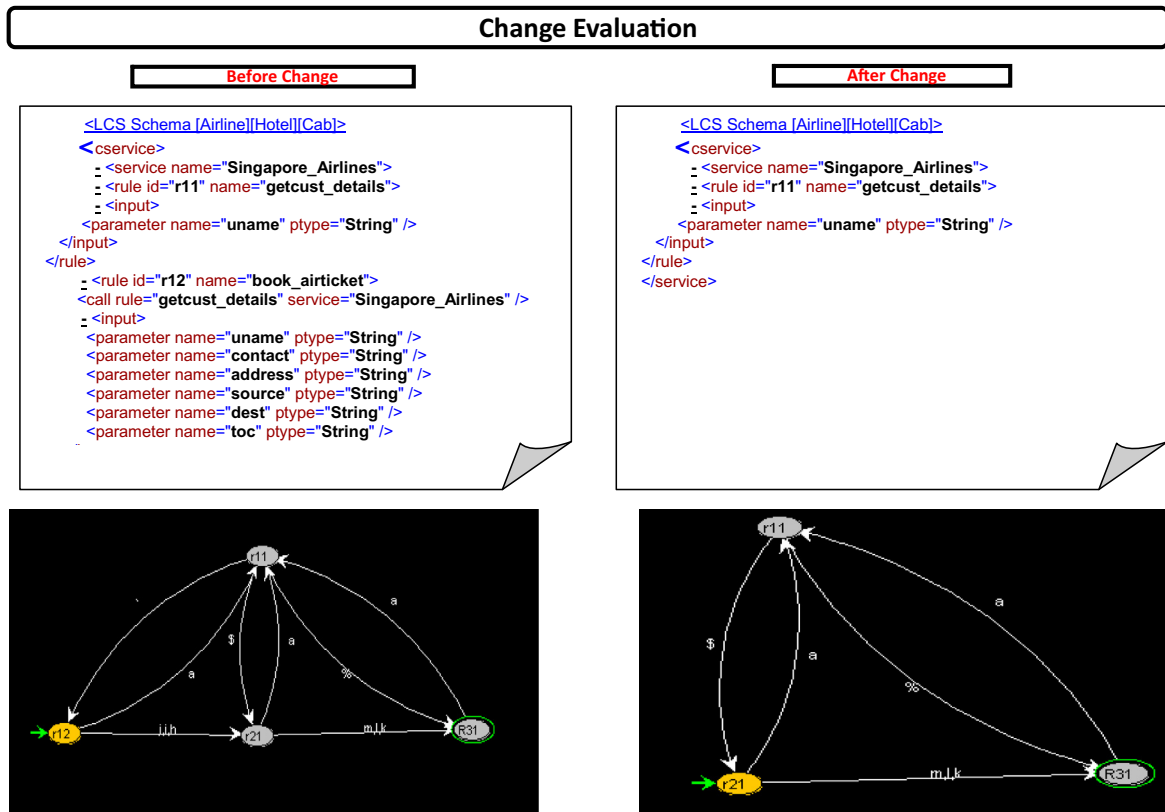 Change Evaluation
Before Change
<LCS Schema [Airline][Hotel][Cab]>
<cservice>
- <service name="Singapore_Airlines">
- <rule id="r11" name="getcust_details">
- <input>
<parameter name="uname" ptype="String" />
</input>
</rule>
- <rule id="r12" name="book_airticket">
<call rule="getcust_details" service="Singapore_Airlines" />
- <input>
<parameter name="uname" ptype="String" />
<parameter name="contact" ptype="String" />
<parameter name="address" ptype="String" />
<parameter name="source" ptype="String" />
<parameter name="dest" ptype="String" />
<parameter name="toc" ptype="String" />
After Change
<LCS Schema [Airline][Hotel][Cab]>
<cservice>
- <service name="Singapore_Airlines">
- <rule id="r11" name="getcust_details">
- <input>
<parameter name="uname" ptype="String" />
</input>
</rule>
</service>
r11
a
$
a
a
%
r12
j,i,h
r21
m,l,k
R31
r11
a
$
a
%
r21
m,l,k
R31